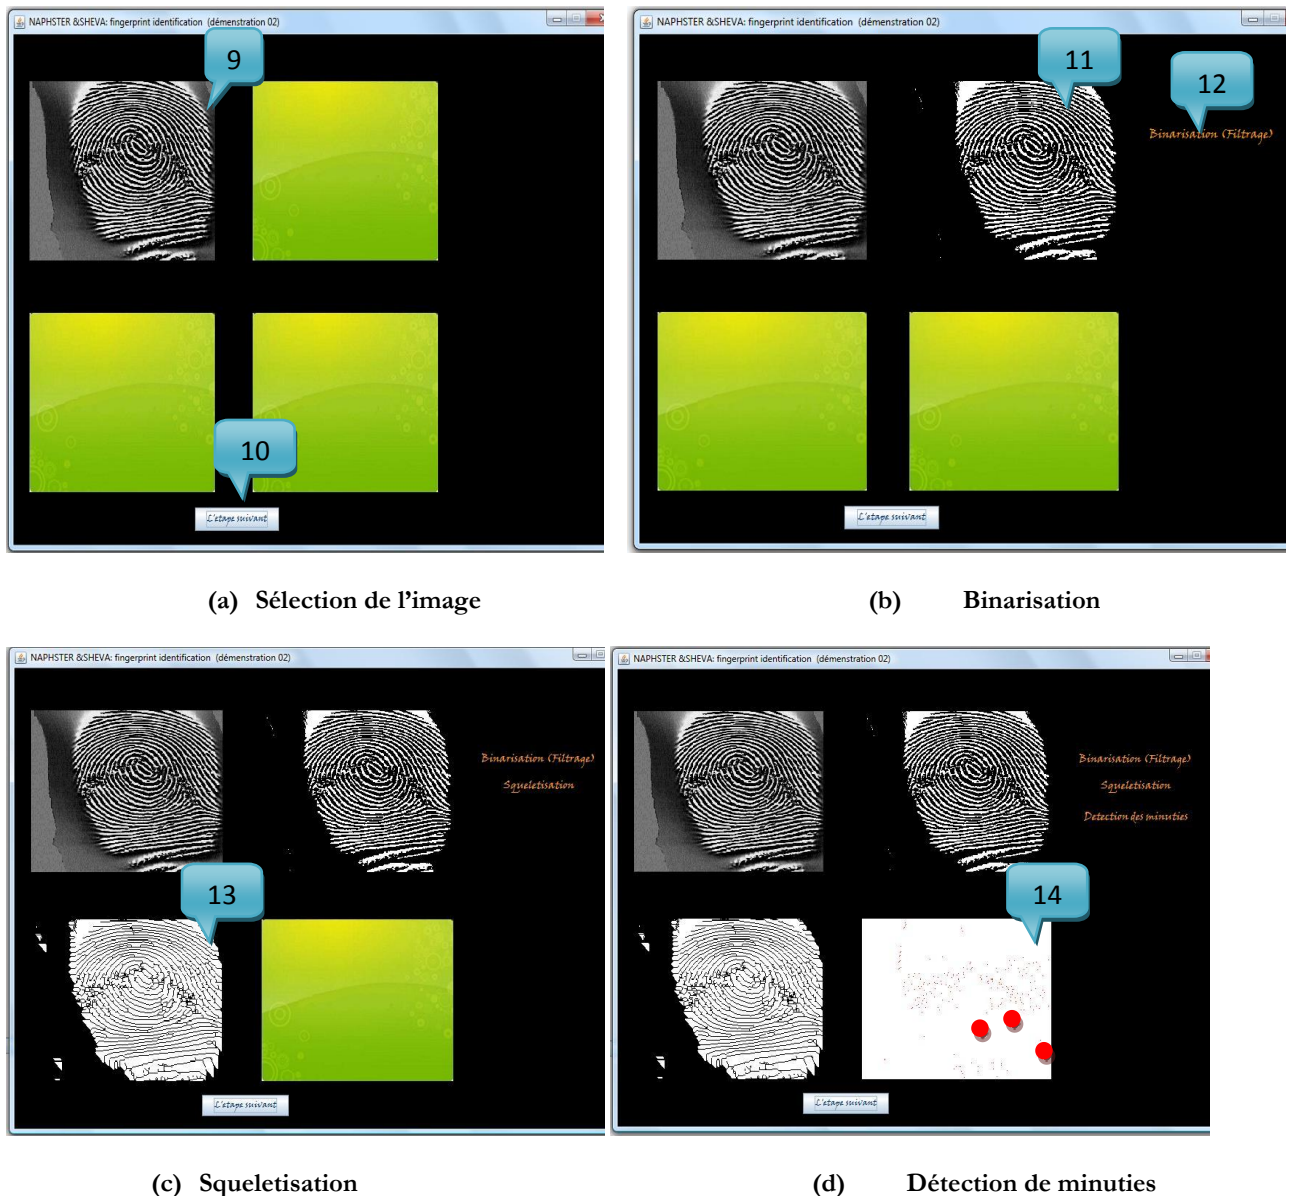 NAPHSTER &SHEVA: fingerprint identification (démenstration 02)
9
10
L'etape suivant
NAPHSTER &SHEVA: fingerprint identification (démenstration 02)
11
12
Binarisation (Filtrage)
L'etape suivant
(a) Sélection de l'image
(b) Binarisation
NAPHSTER &SHEVA: fingerprint identification (démenstration 02)
Binarisation (Filtrage)
Squeletisation
13
L'etape suivant
NAPHSTER &SHEVA: fingerprint identification (démenstration 02)
Binarisation (Filtrage)
Squeletisation
Detection des minuties
14
L'etape suivant
(c) Squeletisation
(d) Détection de minuties